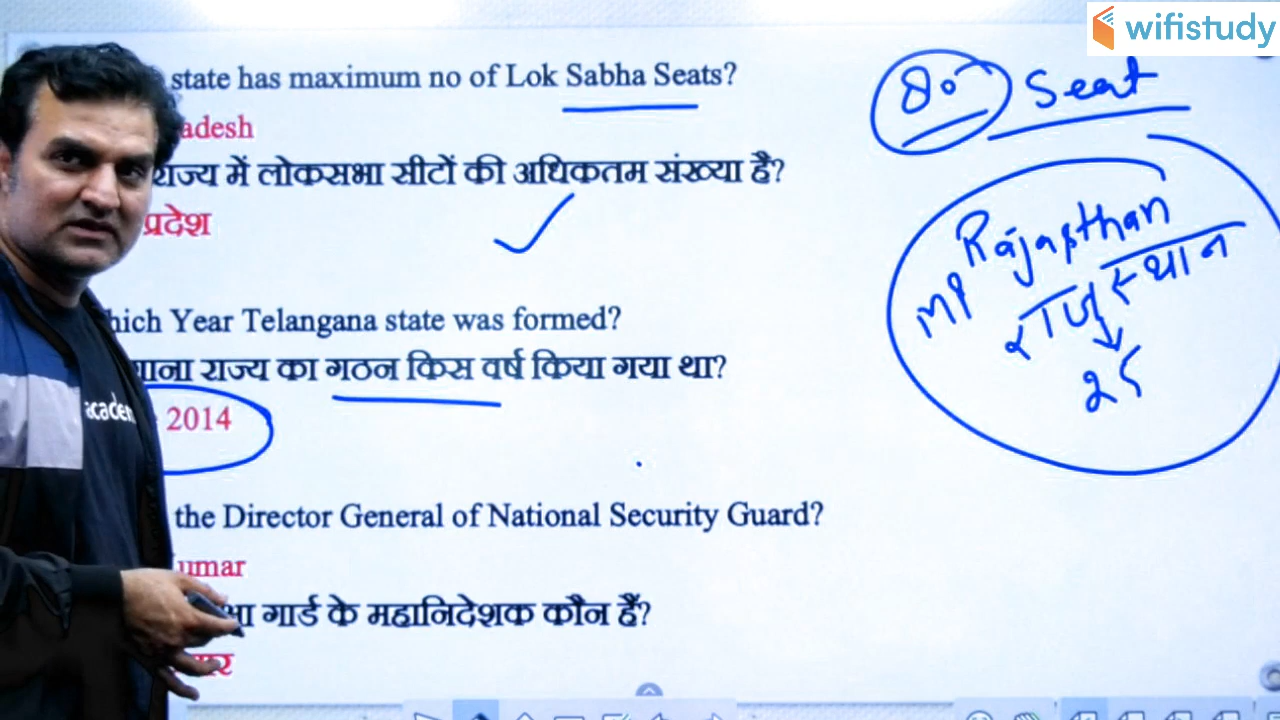 wifistudy
state has maximum no of Lok Sabha Seats?
adesh
राज्य में लोकसभा सीटों की अधिकतम संख्या है?
प्रदेश
80 Seat
Rajasthan
MP
राजस्थान
25
hich Year Telangana state was formed?
गाना राज्य का गठन किस वर्ष किया गया था?
2014
academ
the Director General of National Security Guard?
umar
गार्ड के महानिदेशक कौन हैं?